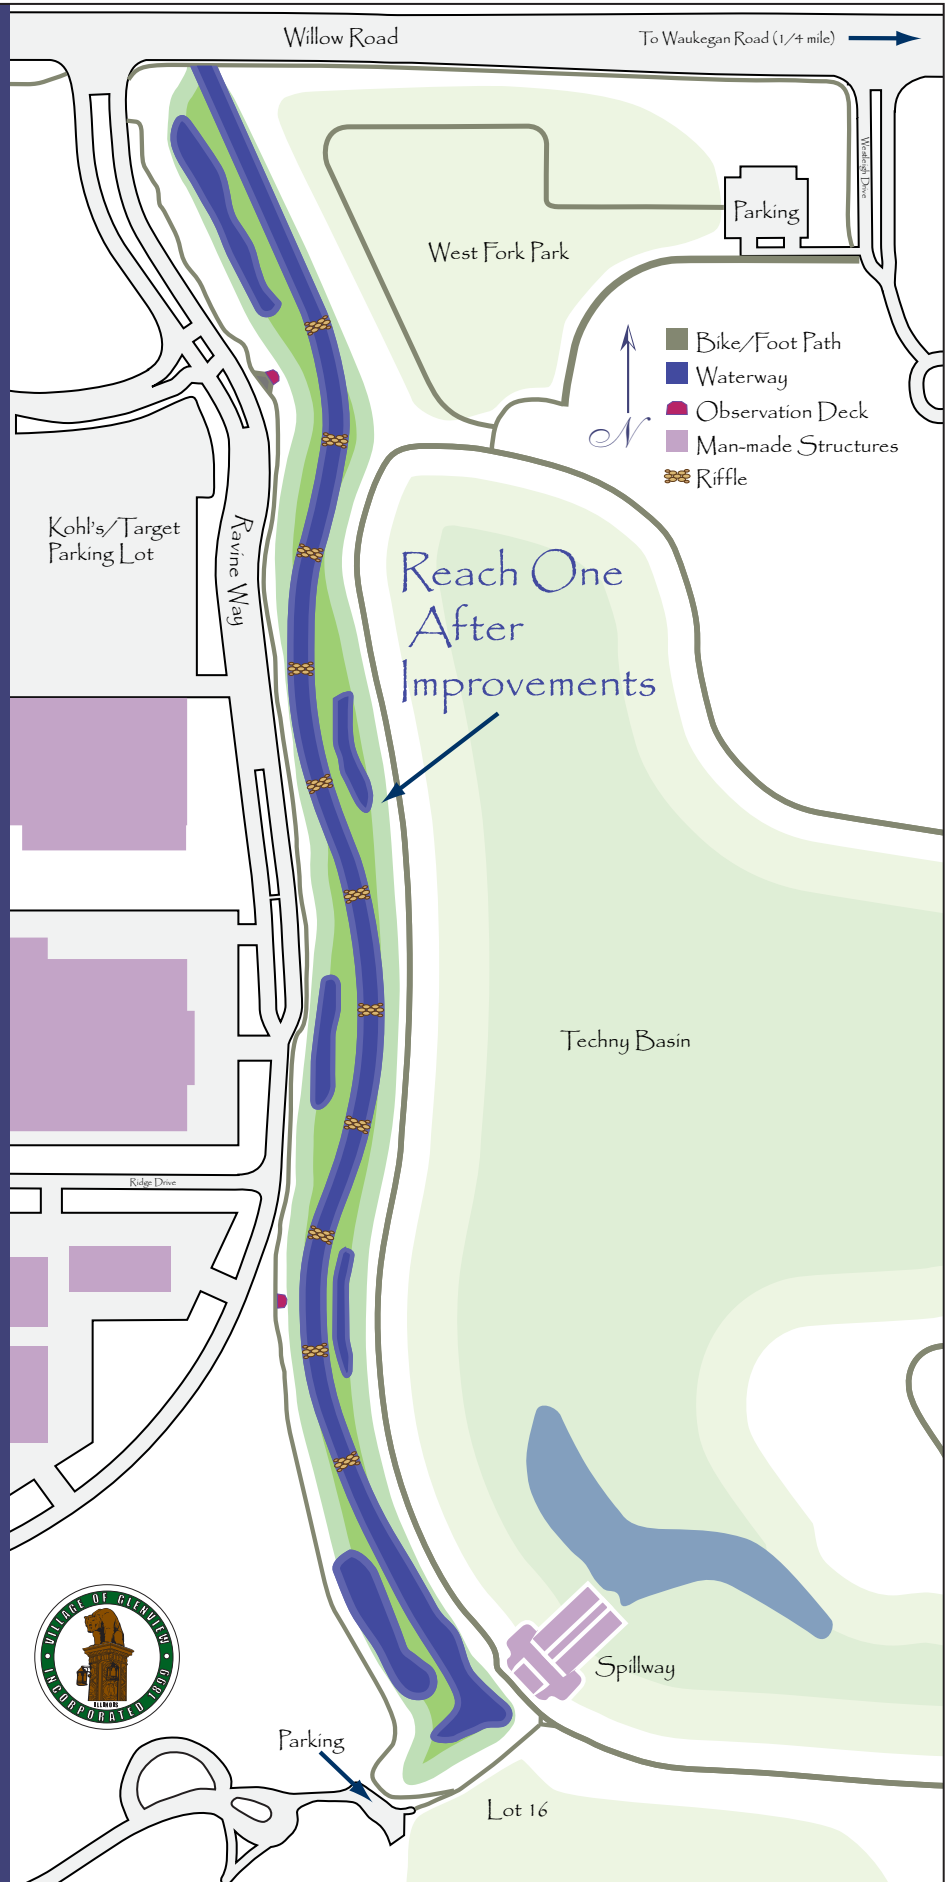 Willow Road
To Waukegan Road (1/4 mile)
Westleigh Drive
Parking
West Fork Park
Bike/Foot Path
Waterway
Observation Deck
Man-made Structures
Riffle
N
Kohl's/Target
Parking Lot
Ravine Way
Reach One
After
Improvements
Techny Basin
Ridge Drive
VILLAGE OF GLENVIEW
ILLINOIS
INCORPORATED 1899
Spillway
Parking
Lot 16